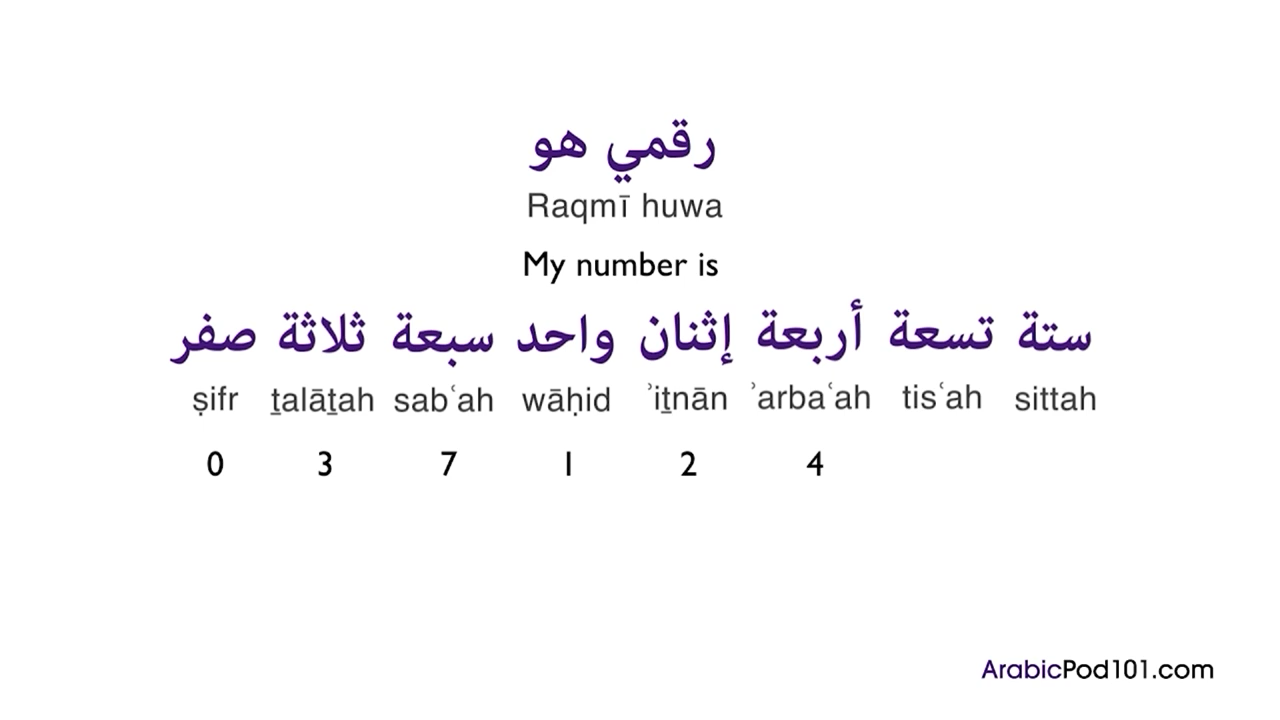 رقمي هو
Raqmī huwa
My number is
ستة تسعة أربعة إثنان واحد سبعة ثلاثة صفر
ṣifr ṯalāṯah sabʿah wāḥid ʾiṯnān ʾarbaʿah tisʿah sittah
0 3 7 1 2 4
ArabicPod101.com